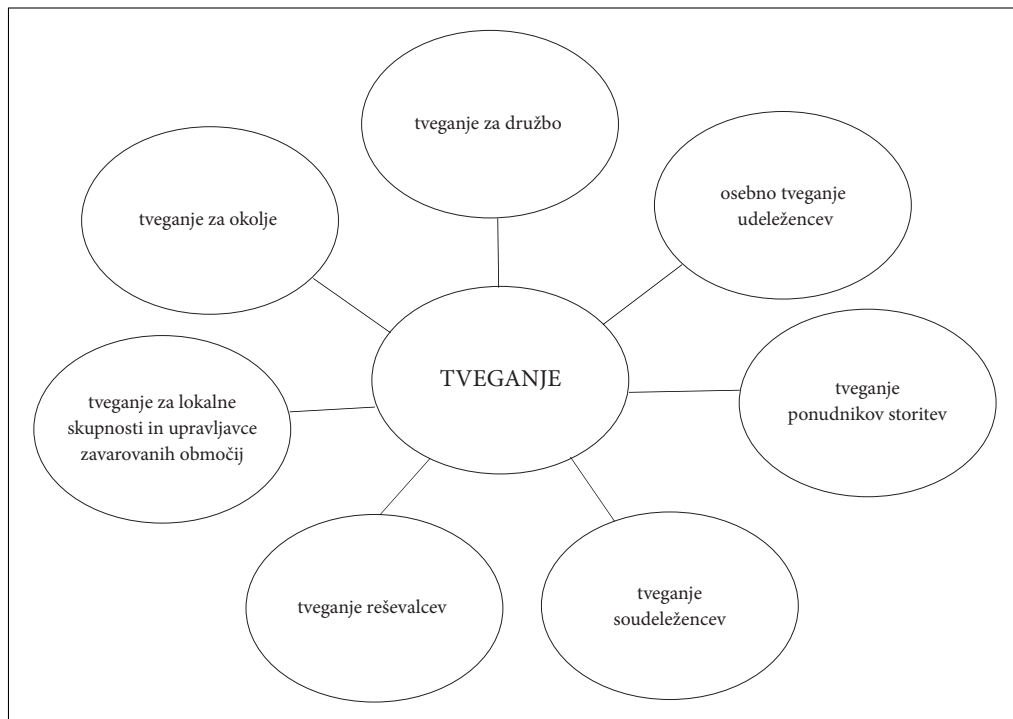 tveganje za družbo
osebno tveganje
udeležencev
tveganje za okolje
TVEGANJE
tveganje
ponudnikov storitev
tveganje za lokalne
skupnosti in upravljavce
zavarovanih območij
tveganje reševalcev
tveganje
soudeležencev